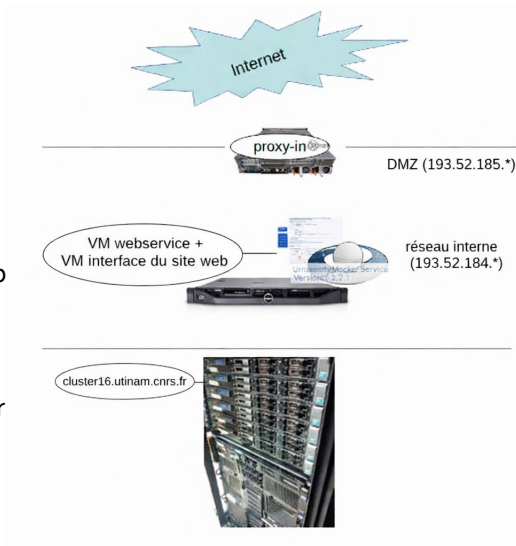 Internet
proxy-in
DMZ (193.52.185.*)
VM webservice +
VM interface du site web
réseau interne
(193.52.184.*)
Service
cluster16.utinam.cnrs.fr